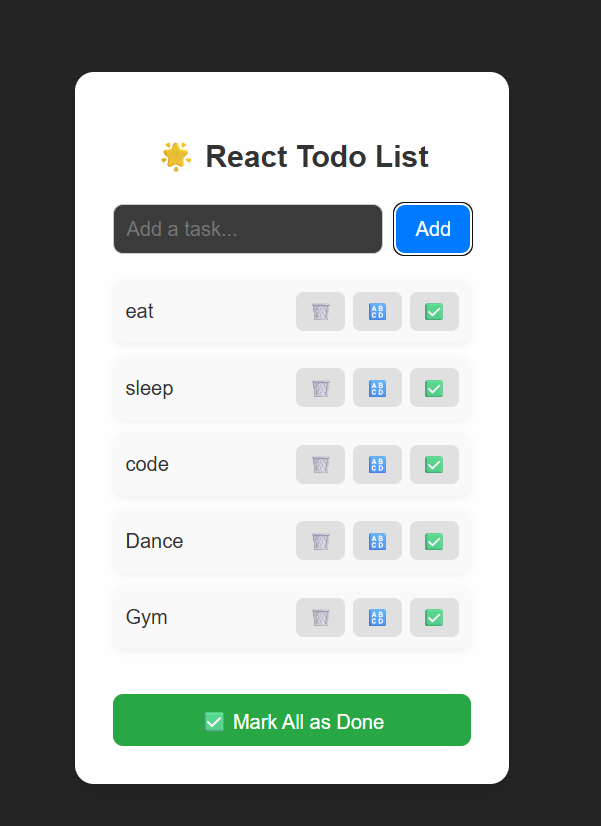 🌟 React Todo List
Add a task... Add
eat 🗑️ 🔠 ✅
sleep 🗑️ 🔠 ✅
code 🗑️ 🔠 ✅
Dance 🗑️ 🔠 ✅
Gym 🗑️ 🔠 ✅
✅ Mark All as Done